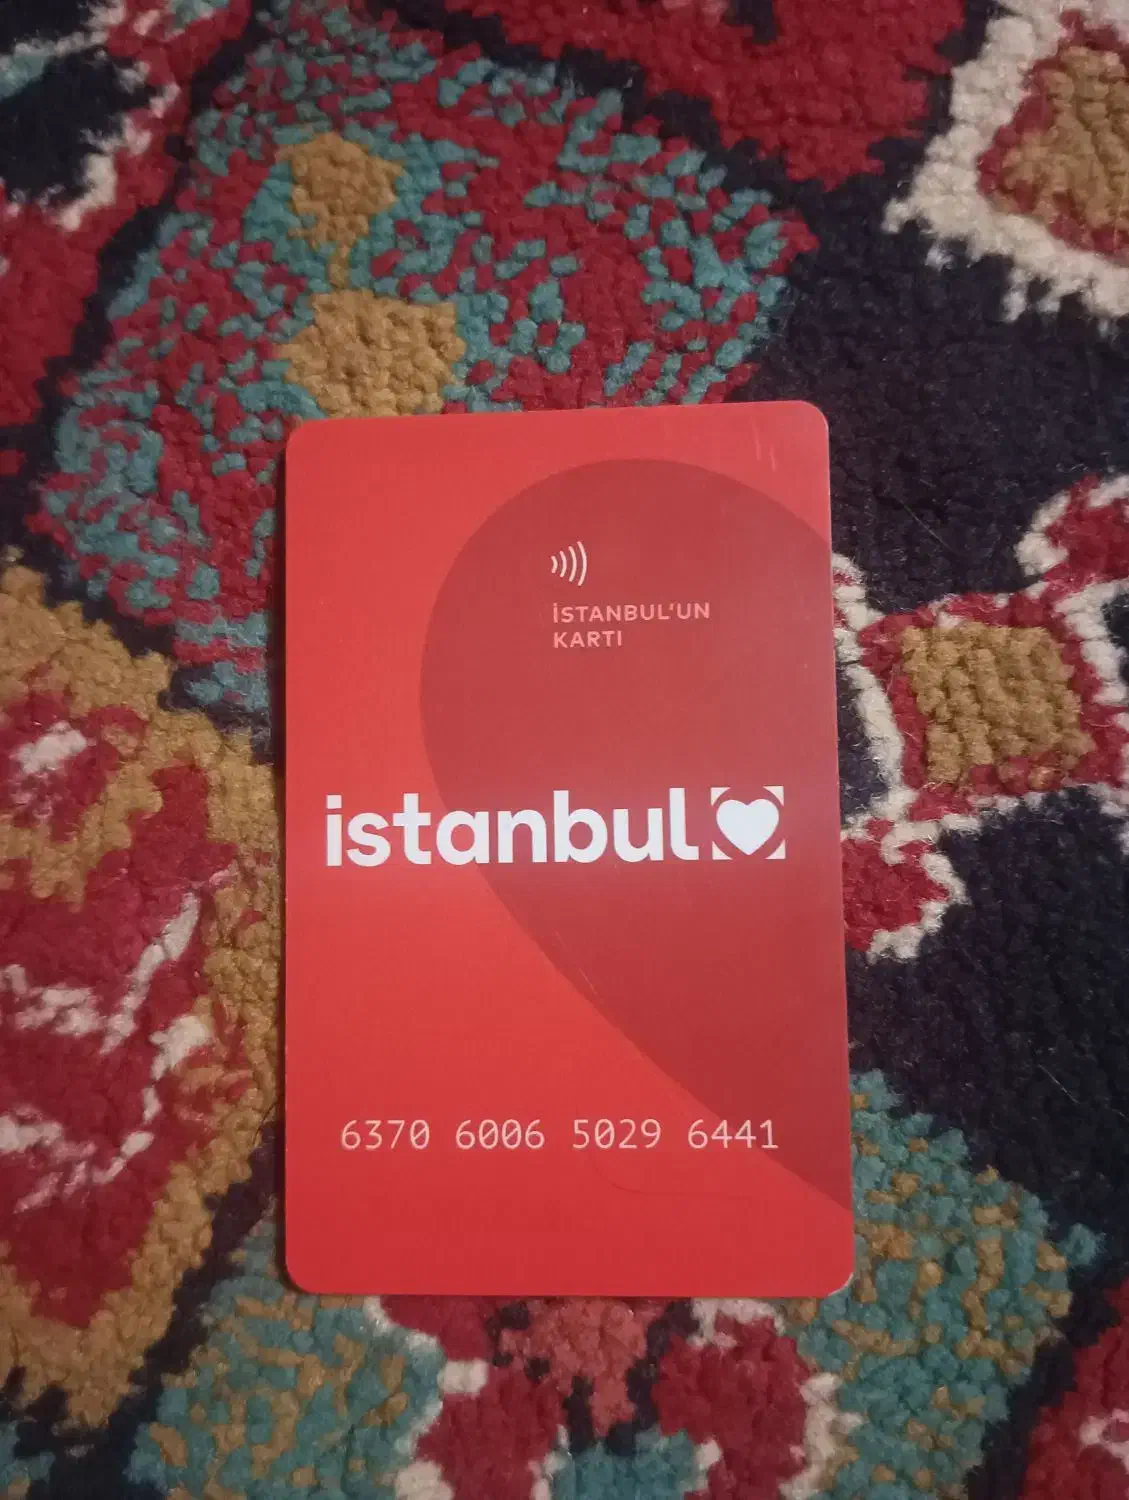 İSTANBUL'UN
KARTI
istanbul
6370 6006 5029 6441